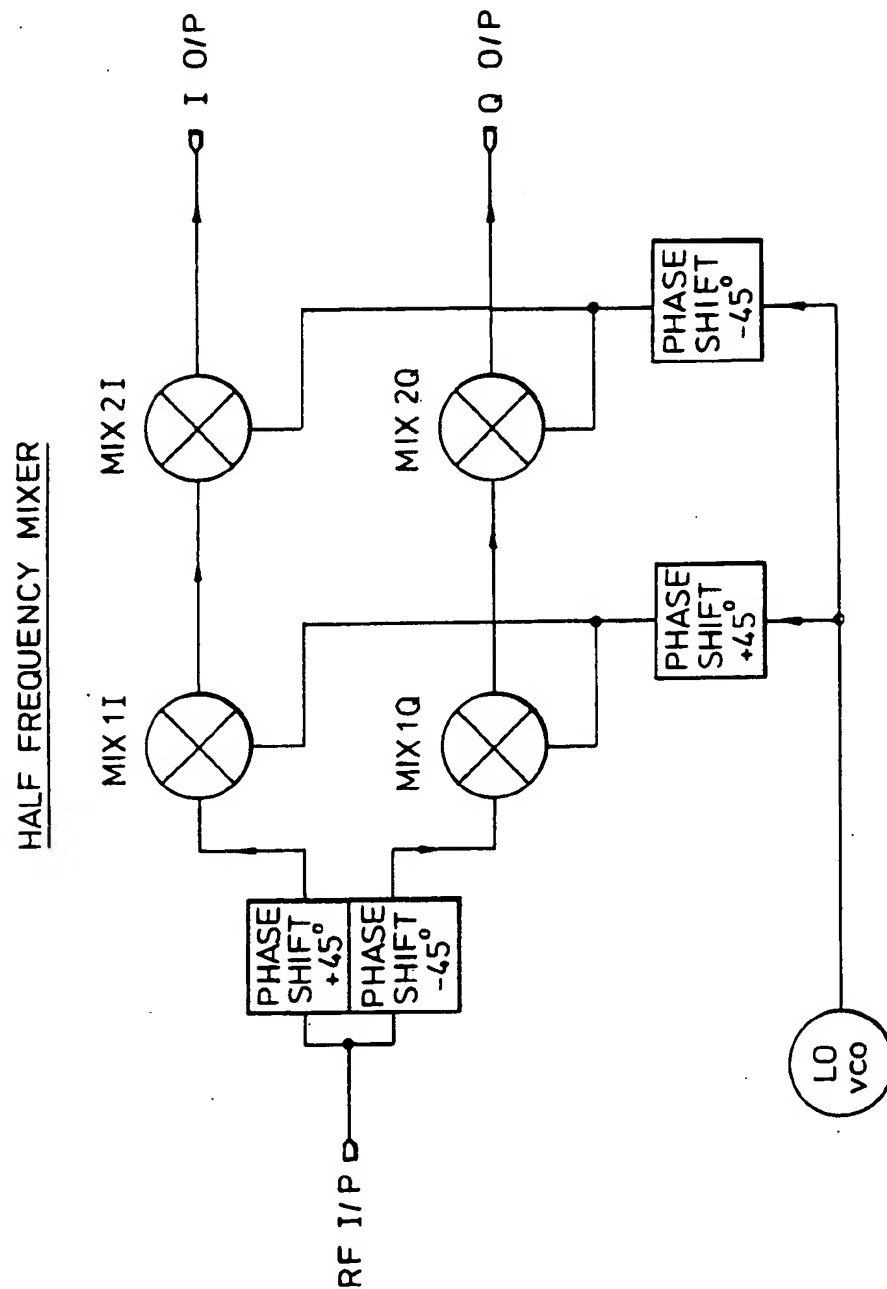 HALF FREQUENCY MIXER
RF I/P
PHASE
SHIFT
+45°
PHASE
SHIFT
-45°
MIX 1I
MIX 2I
I O/P
MIX 1Q
MIX 2Q
Q O/P
PHASE
SHIFT
+45°
PHASE
SHIFT
-45°
LO
VCO